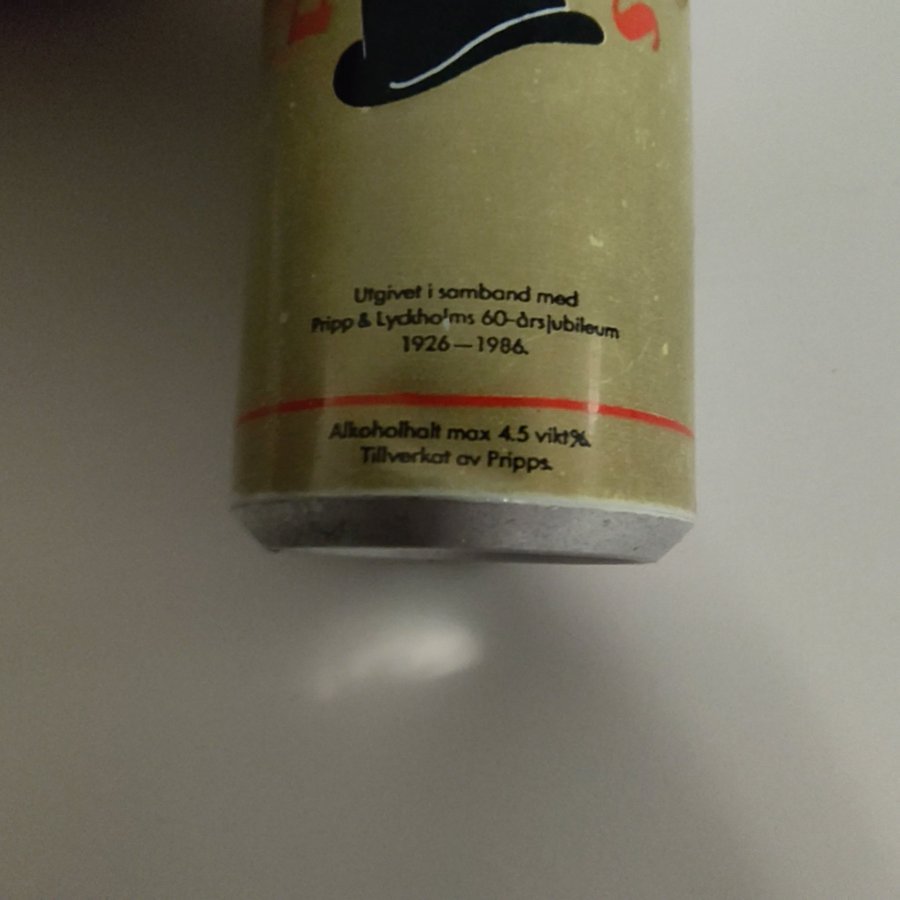 Utgivet i samband med
Pripp & Lyckholms 60-årsjubileum
1926—1986.
Alkoholhalt max 4.5 vikt%.
Tillverkat av Pripps.